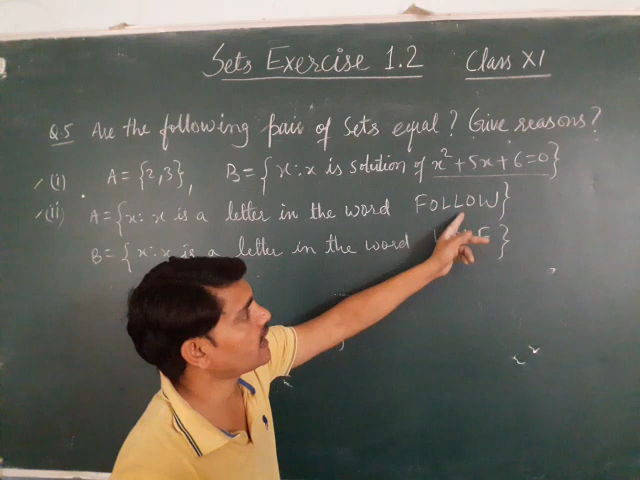 Sets Exercise 1.2 Class XI
Q.5 Are the following pair of sets equal? Give reasons?
(i) A = {2,3}, B = {x : x is solution of x² + 5x + 6 = 0}
(ii) A = {x : x is a letter in the word FOLLOW}
B = {x : x is a letter in the word }